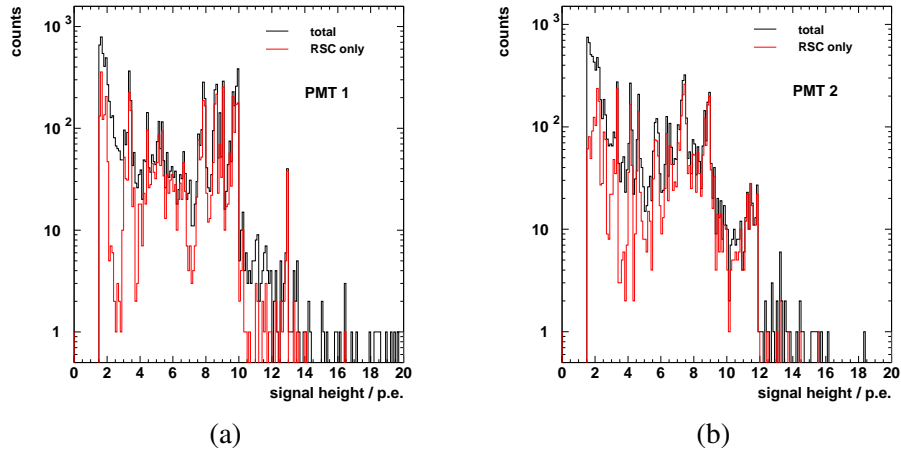 counts
10³
10²
10
1
total
RSC only
PMT 1
0 2 4 6 8 10 12 14 16 18 20
signal height / p.e.
(a)
counts
10³
10²
10
1
total
RSC only
PMT 2
0 2 4 6 8 10 12 14 16 18 20
signal height / p.e.
(b)